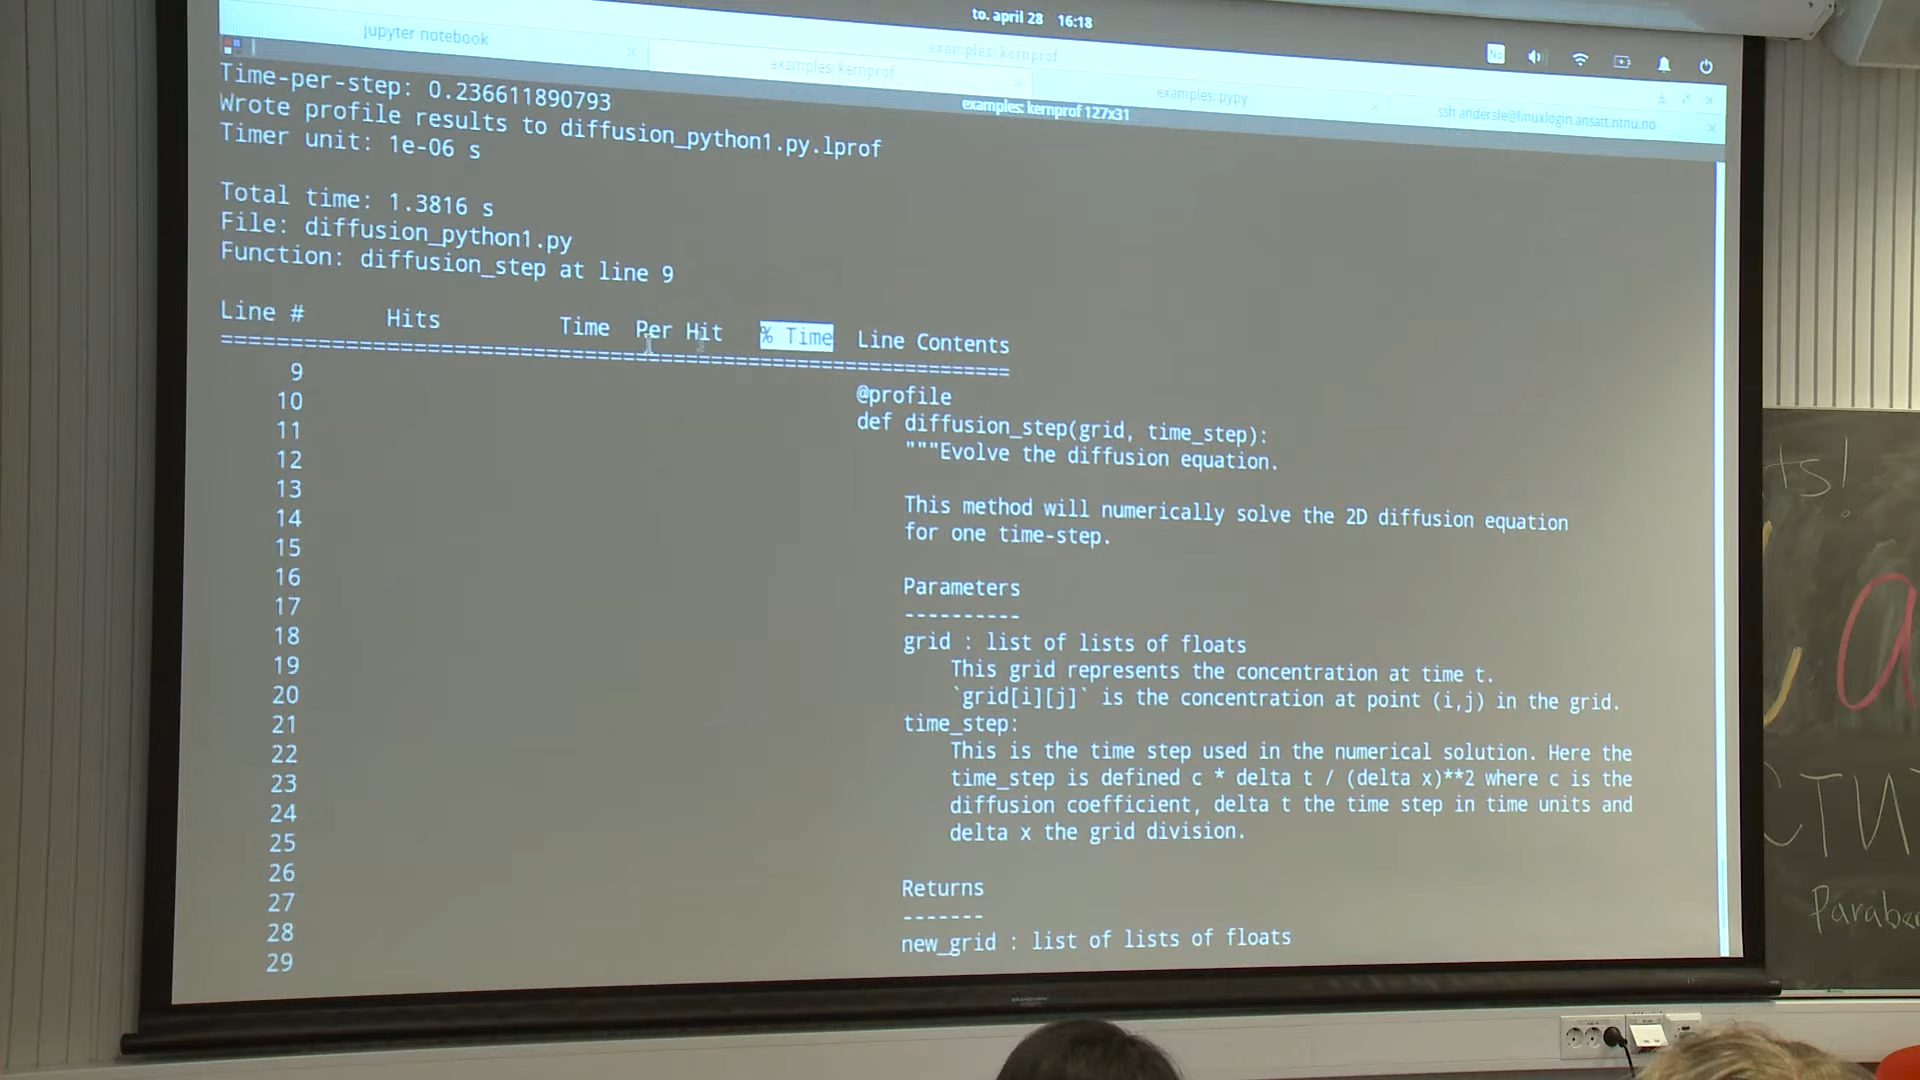 to. april 28 16:18
jupyter notebook
examples: kernprof
examples: kernprof
examples: pypy
ssh andersle@linuxlogin.ansatt.ntnu.no
examples: kernprof 127x31
Time-per-step: 0.236611890793
Wrote profile results to diffusion_python1.py.lprof
Timer unit: 1e-06 s
Total time: 1.3816 s
File: diffusion_python1.py
Function: diffusion_step at line 9
Line # Hits Time Per Hit % Time Line Contents
==============================================================
9 @profile
10 def diffusion_step(grid, time_step):
11 """Evolve the diffusion equation.
12
13 This method will numerically solve the 2D diffusion equation
14 for one time-step.
15
16 Parameters
17 ----------
18 grid : list of lists of floats
19 This grid represents the concentration at time t.
20 `grid[i][j]` is the concentration at point (i,j) in the grid.
21 time_step:
22 This is the time step used in the numerical solution. Here the
23 time_step is defined c * delta t / (delta x)**2 where c is the
24 diffusion coefficient, delta t the time step in time units and
25 delta x the grid division.
26
27 Returns
28 -------
29 new_grid : list of lists of floats